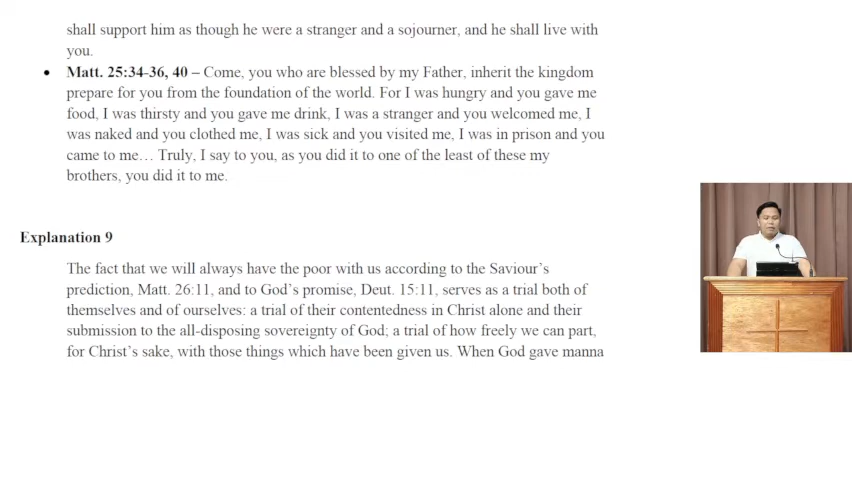 shall support him as though he were a stranger and a sojourner, and he shall live with
you.
• Matt. 25:34-36, 40 – Come, you who are blessed by my Father, inherit the kingdom
prepare for you from the foundation of the world. For I was hungry and you gave me
food, I was thirsty and you gave me drink, I was a stranger and you welcomed me, I
was naked and you clothed me, I was sick and you visited me, I was in prison and you
came to me… Truly, I say to you, as you did it to one of the least of these my
brothers, you did it to me.
Explanation 9
The fact that we will always have the poor with us according to the Saviour’s
prediction, Matt. 26:11, and to God’s promise, Deut. 15:11, serves as a trial both of
themselves and of ourselves: a trial of their contentedness in Christ alone and their
submission to the all-disposing sovereignty of God; a trial of how freely we can part,
for Christ’s sake, with those things which have been given us. When God gave manna